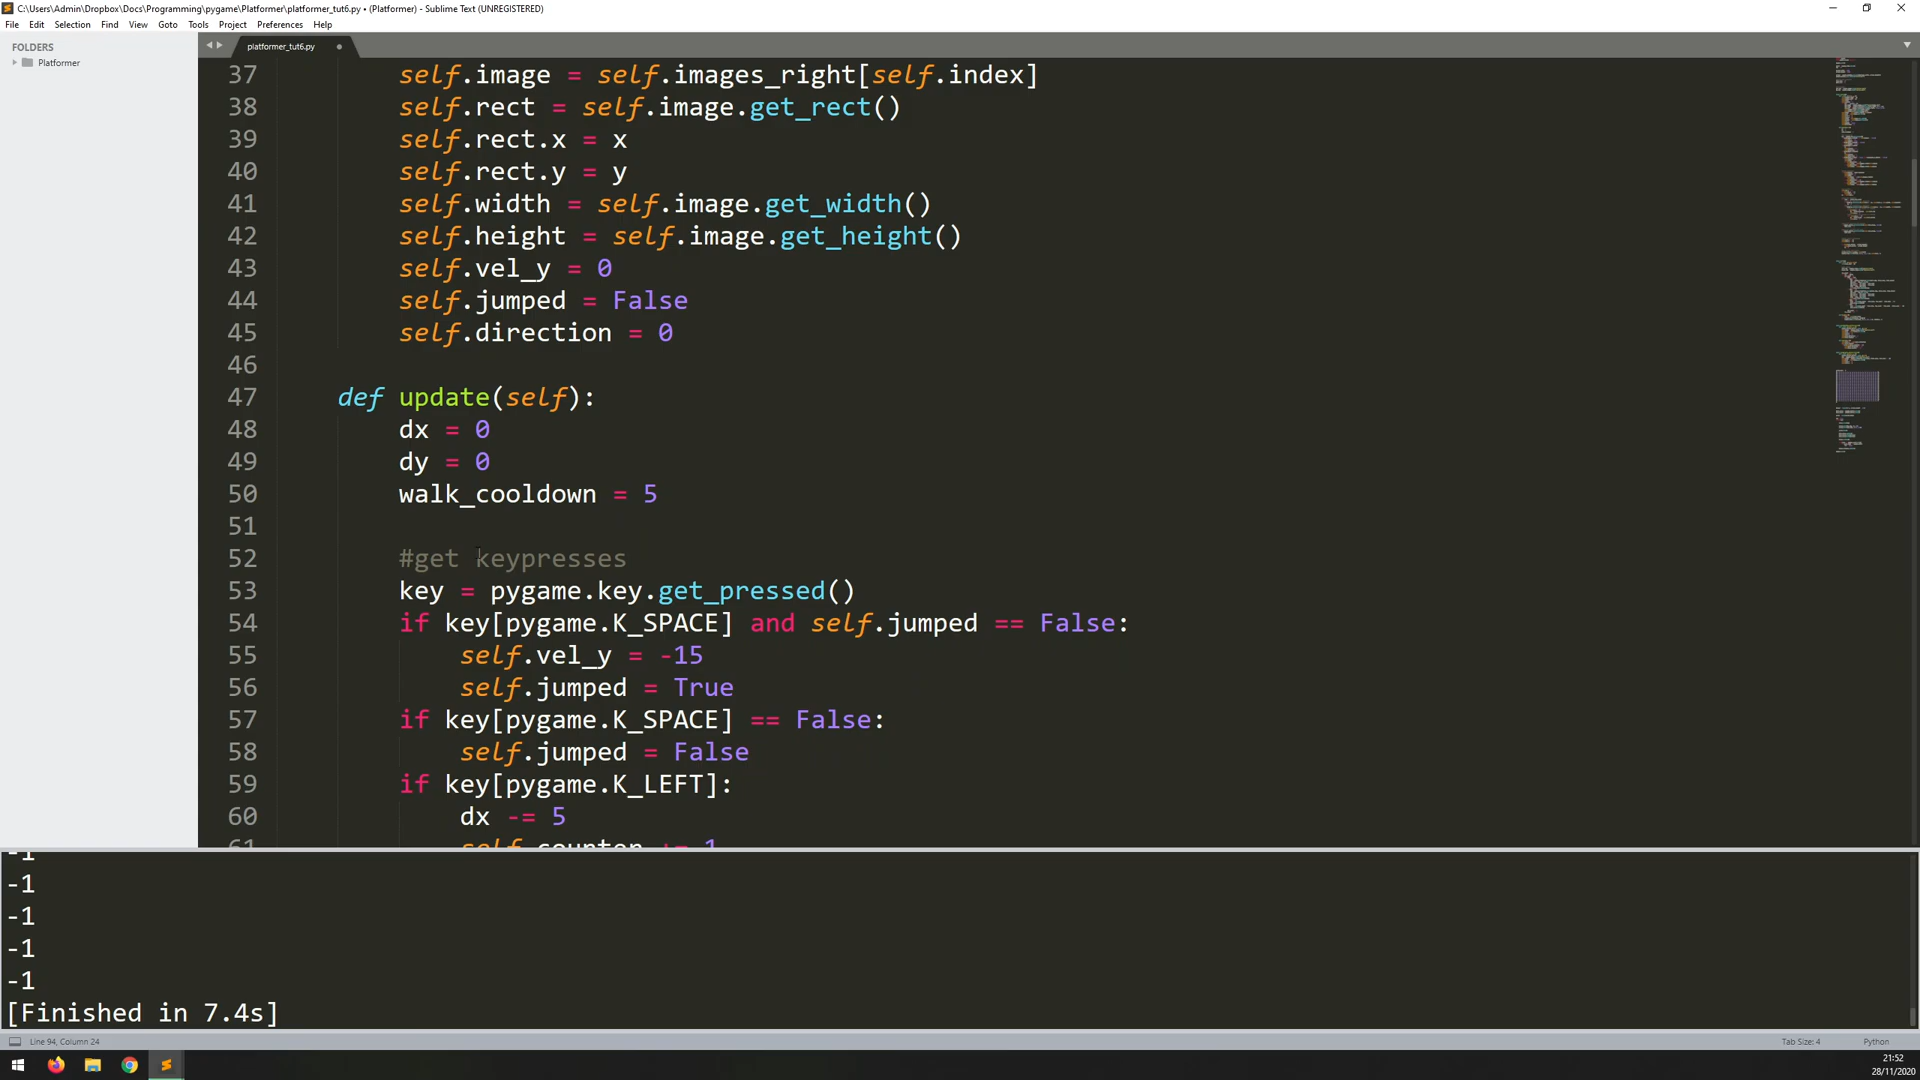 C:\Users\Admin\Dropbox\Docs\Programming\pygame\Platformer\platformer_tut6.py • (Platformer) - Sublime Text (UNREGISTERED)
File Edit Selection Find View Goto Tools Project Preferences Help
FOLDERS
Platformer
platformer_tut6.py
37 self.image = self.images_right[self.index]
38 self.rect = self.image.get_rect()
39 self.rect.x = x
40 self.rect.y = y
41 self.width = self.image.get_width()
42 self.height = self.image.get_height()
43 self.vel_y = 0
44 self.jumped = False
45 self.direction = 0
46
47 def update(self):
48 dx = 0
49 dy = 0
50 walk_cooldown = 5
51
52 #get keypresses
53 key = pygame.key.get_pressed()
54 if key[pygame.K_SPACE] and self.jumped == False:
55 self.vel_y = -15
56 self.jumped = True
57 if key[pygame.K_SPACE] == False:
58 self.jumped = False
59 if key[pygame.K_LEFT]:
60 dx -= 5
61 self.counter += 1
-1
-1
-1
-1
-1
[Finished in 7.4s]
Line 94, Column 24
Tab Size: 4
Python
21:52
28/11/2020